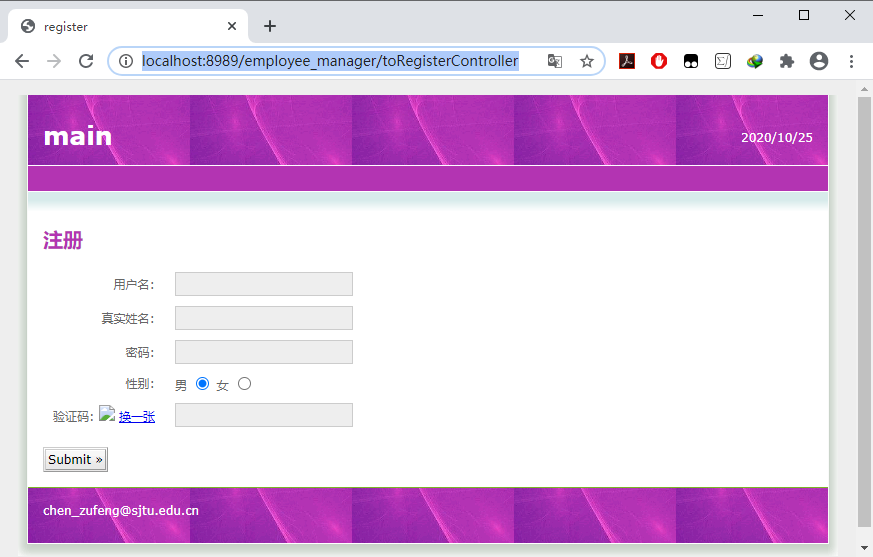 register
localhost:8989/employee_manager/toRegisterController
main
2020/10/25
注册
用户名:
真实姓名:
密码:
性别: 男 女
验证码: 换一张
Submit »
chen_zufeng@sjtu.edu.cn